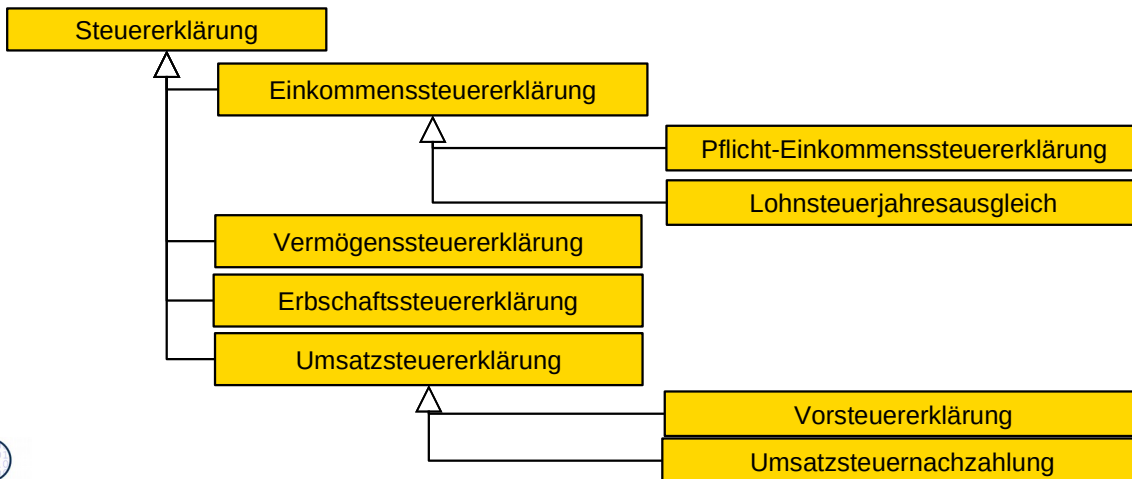 Steuererklärung
Einkommenssteuererklärung
Pflicht-Einkommenssteuererklärung
Lohnsteuerjahresausgleich
Vermögenssteuererklärung
Erbschaftssteuererklärung
Umsatzsteuererklärung
Vorsteuererklärung
Umsatzsteuernachzahlung